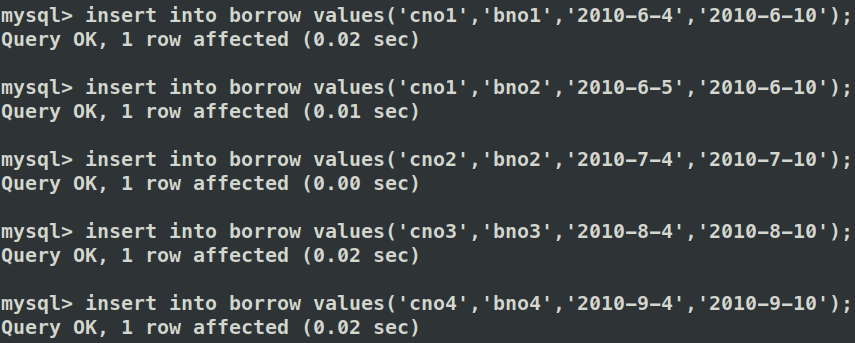 mysql> insert into borrow values('cno1','bno1','2010-6-4','2010-6-10');
Query OK, 1 row affected (0.02 sec)
mysql> insert into borrow values('cno1','bno2','2010-6-5','2010-6-10');
Query OK, 1 row affected (0.01 sec)
mysql> insert into borrow values('cno2','bno2','2010-7-4','2010-7-10');
Query OK, 1 row affected (0.00 sec)
mysql> insert into borrow values('cno3','bno3','2010-8-4','2010-8-10');
Query OK, 1 row affected (0.02 sec)
mysql> insert into borrow values('cno4','bno4','2010-9-4','2010-9-10');
Query OK, 1 row affected (0.02 sec)